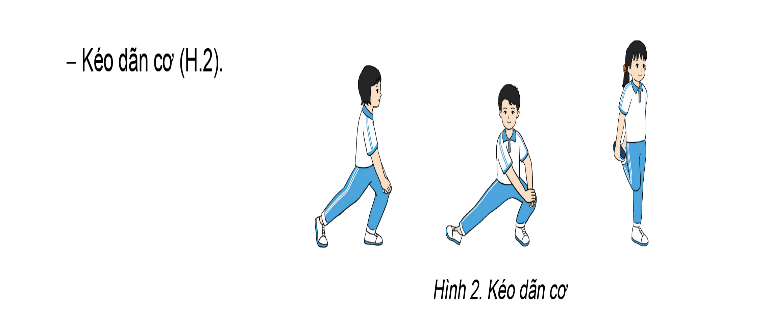 – Kéo dãn cơ (H.2).
Hình 2. Kéo dãn cơ